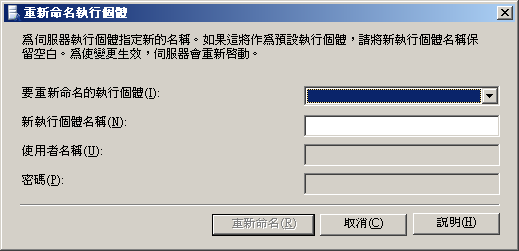 重新命名執行個體
爲伺服器執行個體指定新的名稱。如果這將作爲預設執行個體，請將新執行個體名稱保
留空白。爲使變更生效，伺服器會重新啓動。
要重新命名的執行個體(I):
新執行個體名稱(N):
使用者名稱(U):
密碼(P):
重新命名(R) 取消(C) 說明(H)